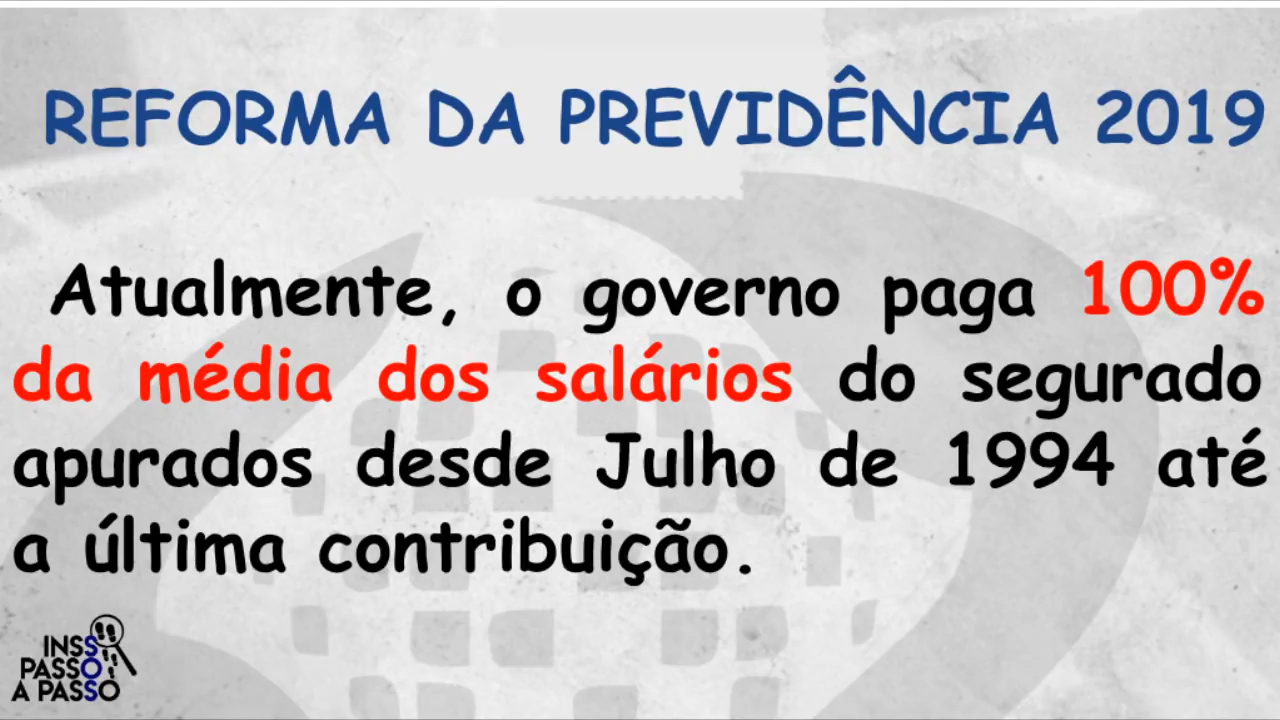 REFORMA DA PREVIDÊNCIA 2019
Atualmente, o governo paga 100%
da média dos salários do segurado
apurados desde Julho de 1994 até
a última contribuição.
INSS
PASSO
A PASSO